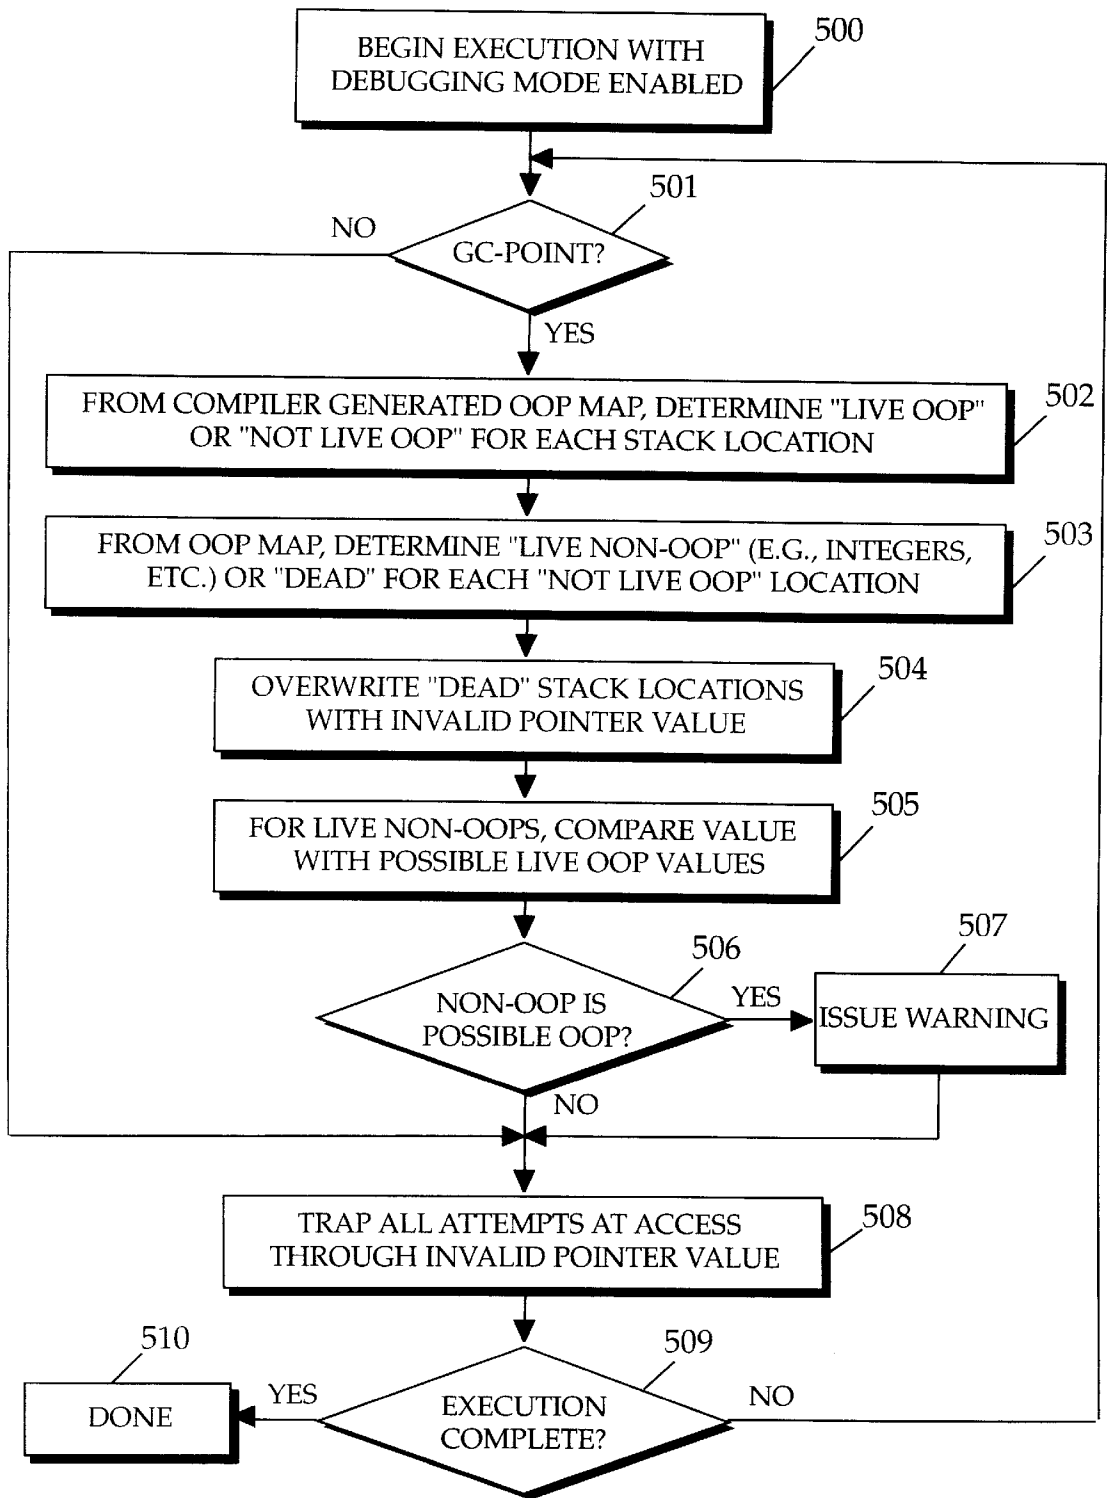 BEGIN EXECUTION WITH
DEBUGGING MODE ENABLED
500
501
NO
GC-POINT?
YES
FROM COMPILER GENERATED OOP MAP, DETERMINE "LIVE OOP"
OR "NOT LIVE OOP" FOR EACH STACK LOCATION
502
FROM OOP MAP, DETERMINE "LIVE NON-OOP" (E.G., INTEGERS,
ETC.) OR "DEAD" FOR EACH "NOT LIVE OOP" LOCATION
503
OVERWRITE "DEAD" STACK LOCATIONS
WITH INVALID POINTER VALUE
504
FOR LIVE NON-OOPS, COMPARE VALUE
WITH POSSIBLE LIVE OOP VALUES
505
506
NON-OOP IS
POSSIBLE OOP?
YES
507
ISSUE WARNING
NO
TRAP ALL ATTEMPTS AT ACCESS
THROUGH INVALID POINTER VALUE
508
509
EXECUTION
COMPLETE?
NO
YES
510
DONE